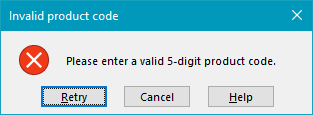 Invalid product code
Please enter a valid 5-digit product code.
Retry Cancel Help